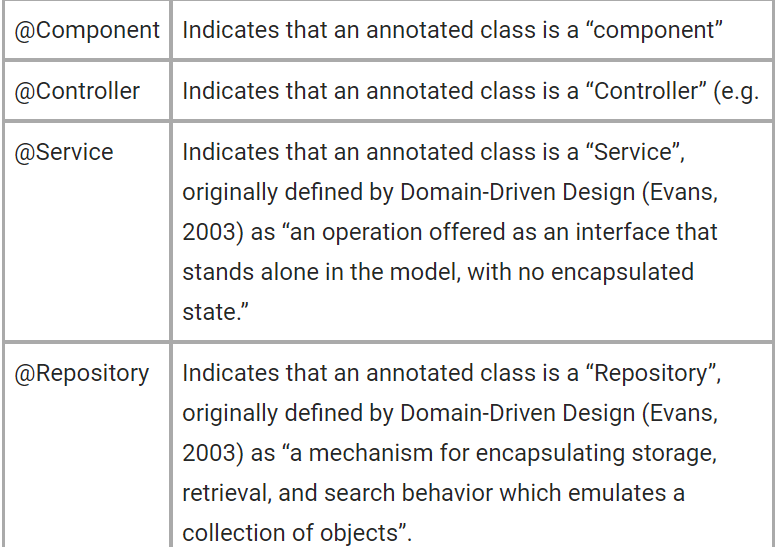 @Component Indicates that an annotated class is a “component”
@Controller Indicates that an annotated class is a “Controller” (e.g.
@Service Indicates that an annotated class is a “Service”,
originally defined by Domain-Driven Design (Evans,
2003) as “an operation offered as an interface that
stands alone in the model, with no encapsulated
state.”
@Repository Indicates that an annotated class is a “Repository”,
originally defined by Domain-Driven Design (Evans,
2003) as “a mechanism for encapsulating storage,
retrieval, and search behavior which emulates a
collection of objects”.